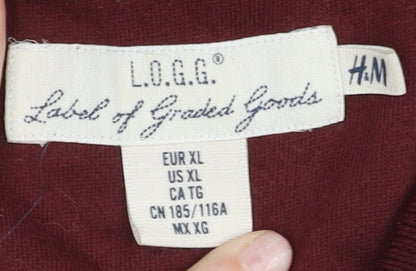 L.O.G.G.®
Label of Graded Goods
H&M
EUR XL
US XL
CA TG
CN 185/116A
MX XG